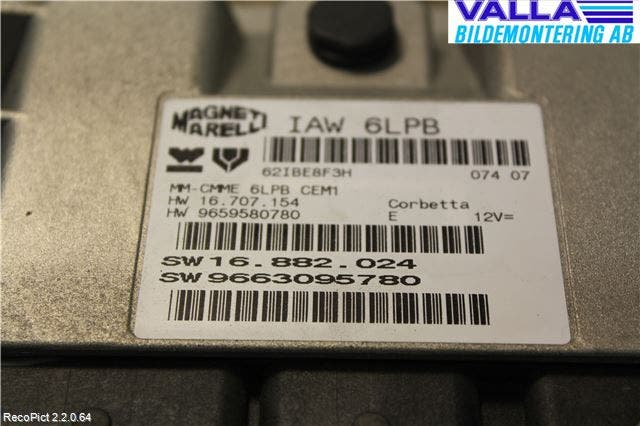 VALLA
BILDEMONTERING AB
MAGNETI
MARELLI
IAW 6LPB
62IBE8F3H 074 07
MM-CMME 6LPB CEM1
HW 16.707.154 Corbetta
HW 9659580780 E 12V=
SW 16.882.024
SW 9663095780
RecoPict 2.2.0.64